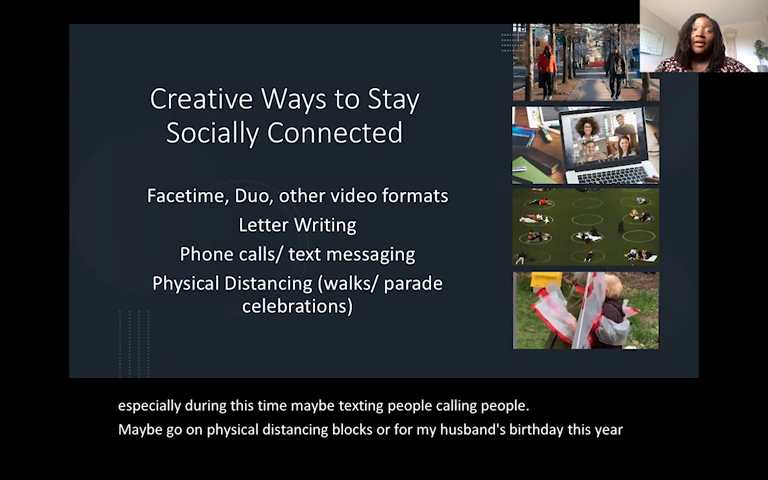 Creative Ways to Stay
Socially Connected
Facetime, Duo, other video formats
Letter Writing
Phone calls/ text messaging
Physical Distancing (walks/ parade
celebrations)
especially during this time maybe texting people calling people.
Maybe go on physical distancing blocks or for my husband's birthday this year